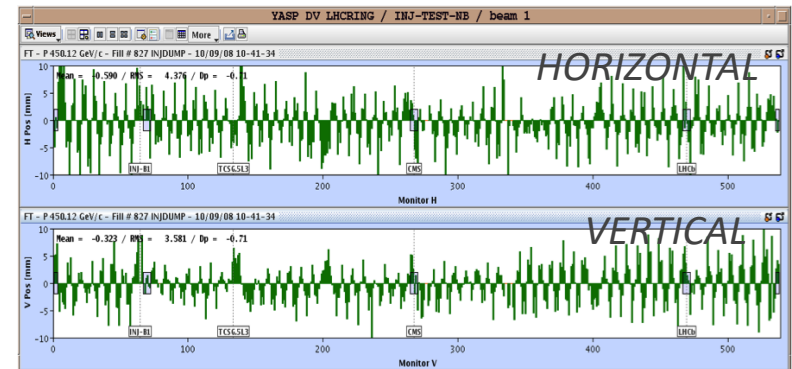 YASP DV LHCRING / INJ-TEST-NB / beam 1
Views More
FT - P 450.12 GeV/c - Fill # 827 INJDUMP - 10/09/08 10-41-34
HORIZONTAL
Mean = -0.590 / RMS = 4.376 / Dp = -0.71
H Pos [mm]
10
5
0
-5
-10
INJ-B1 TCSG.5L3 CMS LHCb
0 100 200 300 400 500
Monitor H
FT - P 450.12 GeV/c - Fill # 827 INJDUMP - 10/09/08 10-41-34
VERTICAL
Mean = -0.323 / RMS = 3.581 / Dp = -0.71
V Pos [mm]
10
5
0
-5
-10
INJ-B1 TCSG.5L3 CMS LHCb
0 100 200 300 400 500
Monitor V